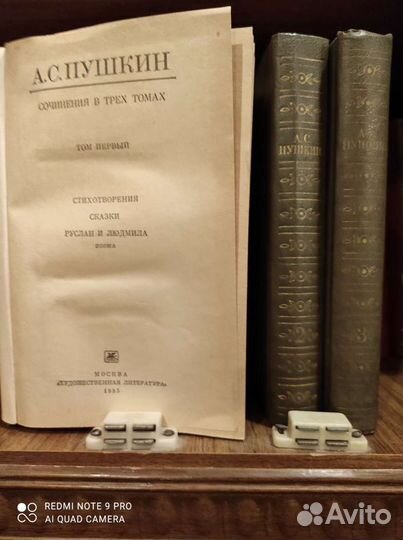 А.С.ПУШКИН
СОЧИНЕНИЯ В ТРЕХ ТОМАХ
ТОМ ПЕРВЫЙ
СТИХОТВОРЕНИЯ
СКАЗКИ
РУСЛАН И ЛЮДМИЛА
ПОЭМА
МОСКВА
«ХУДОЖЕСТВЕННАЯ ЛИТЕРАТУРА»
1985
А.С.
ПУШКИН
2
А.С.
ПУШКИН
3
REDMI NOTE 9 PRO
AI QUAD CAMERA
Avito